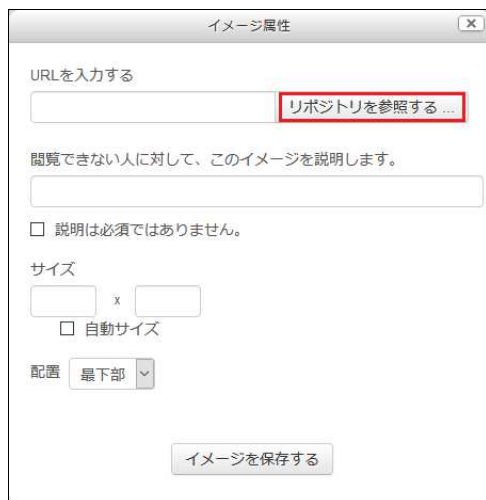 イメージ属性
URLを入力する
リポジトリを参照する ...
閲覧できない人に対して、このイメージを説明します。
説明は必須ではありません。
サイズ
x
自動サイズ
配置 最下部
イメージを保存する